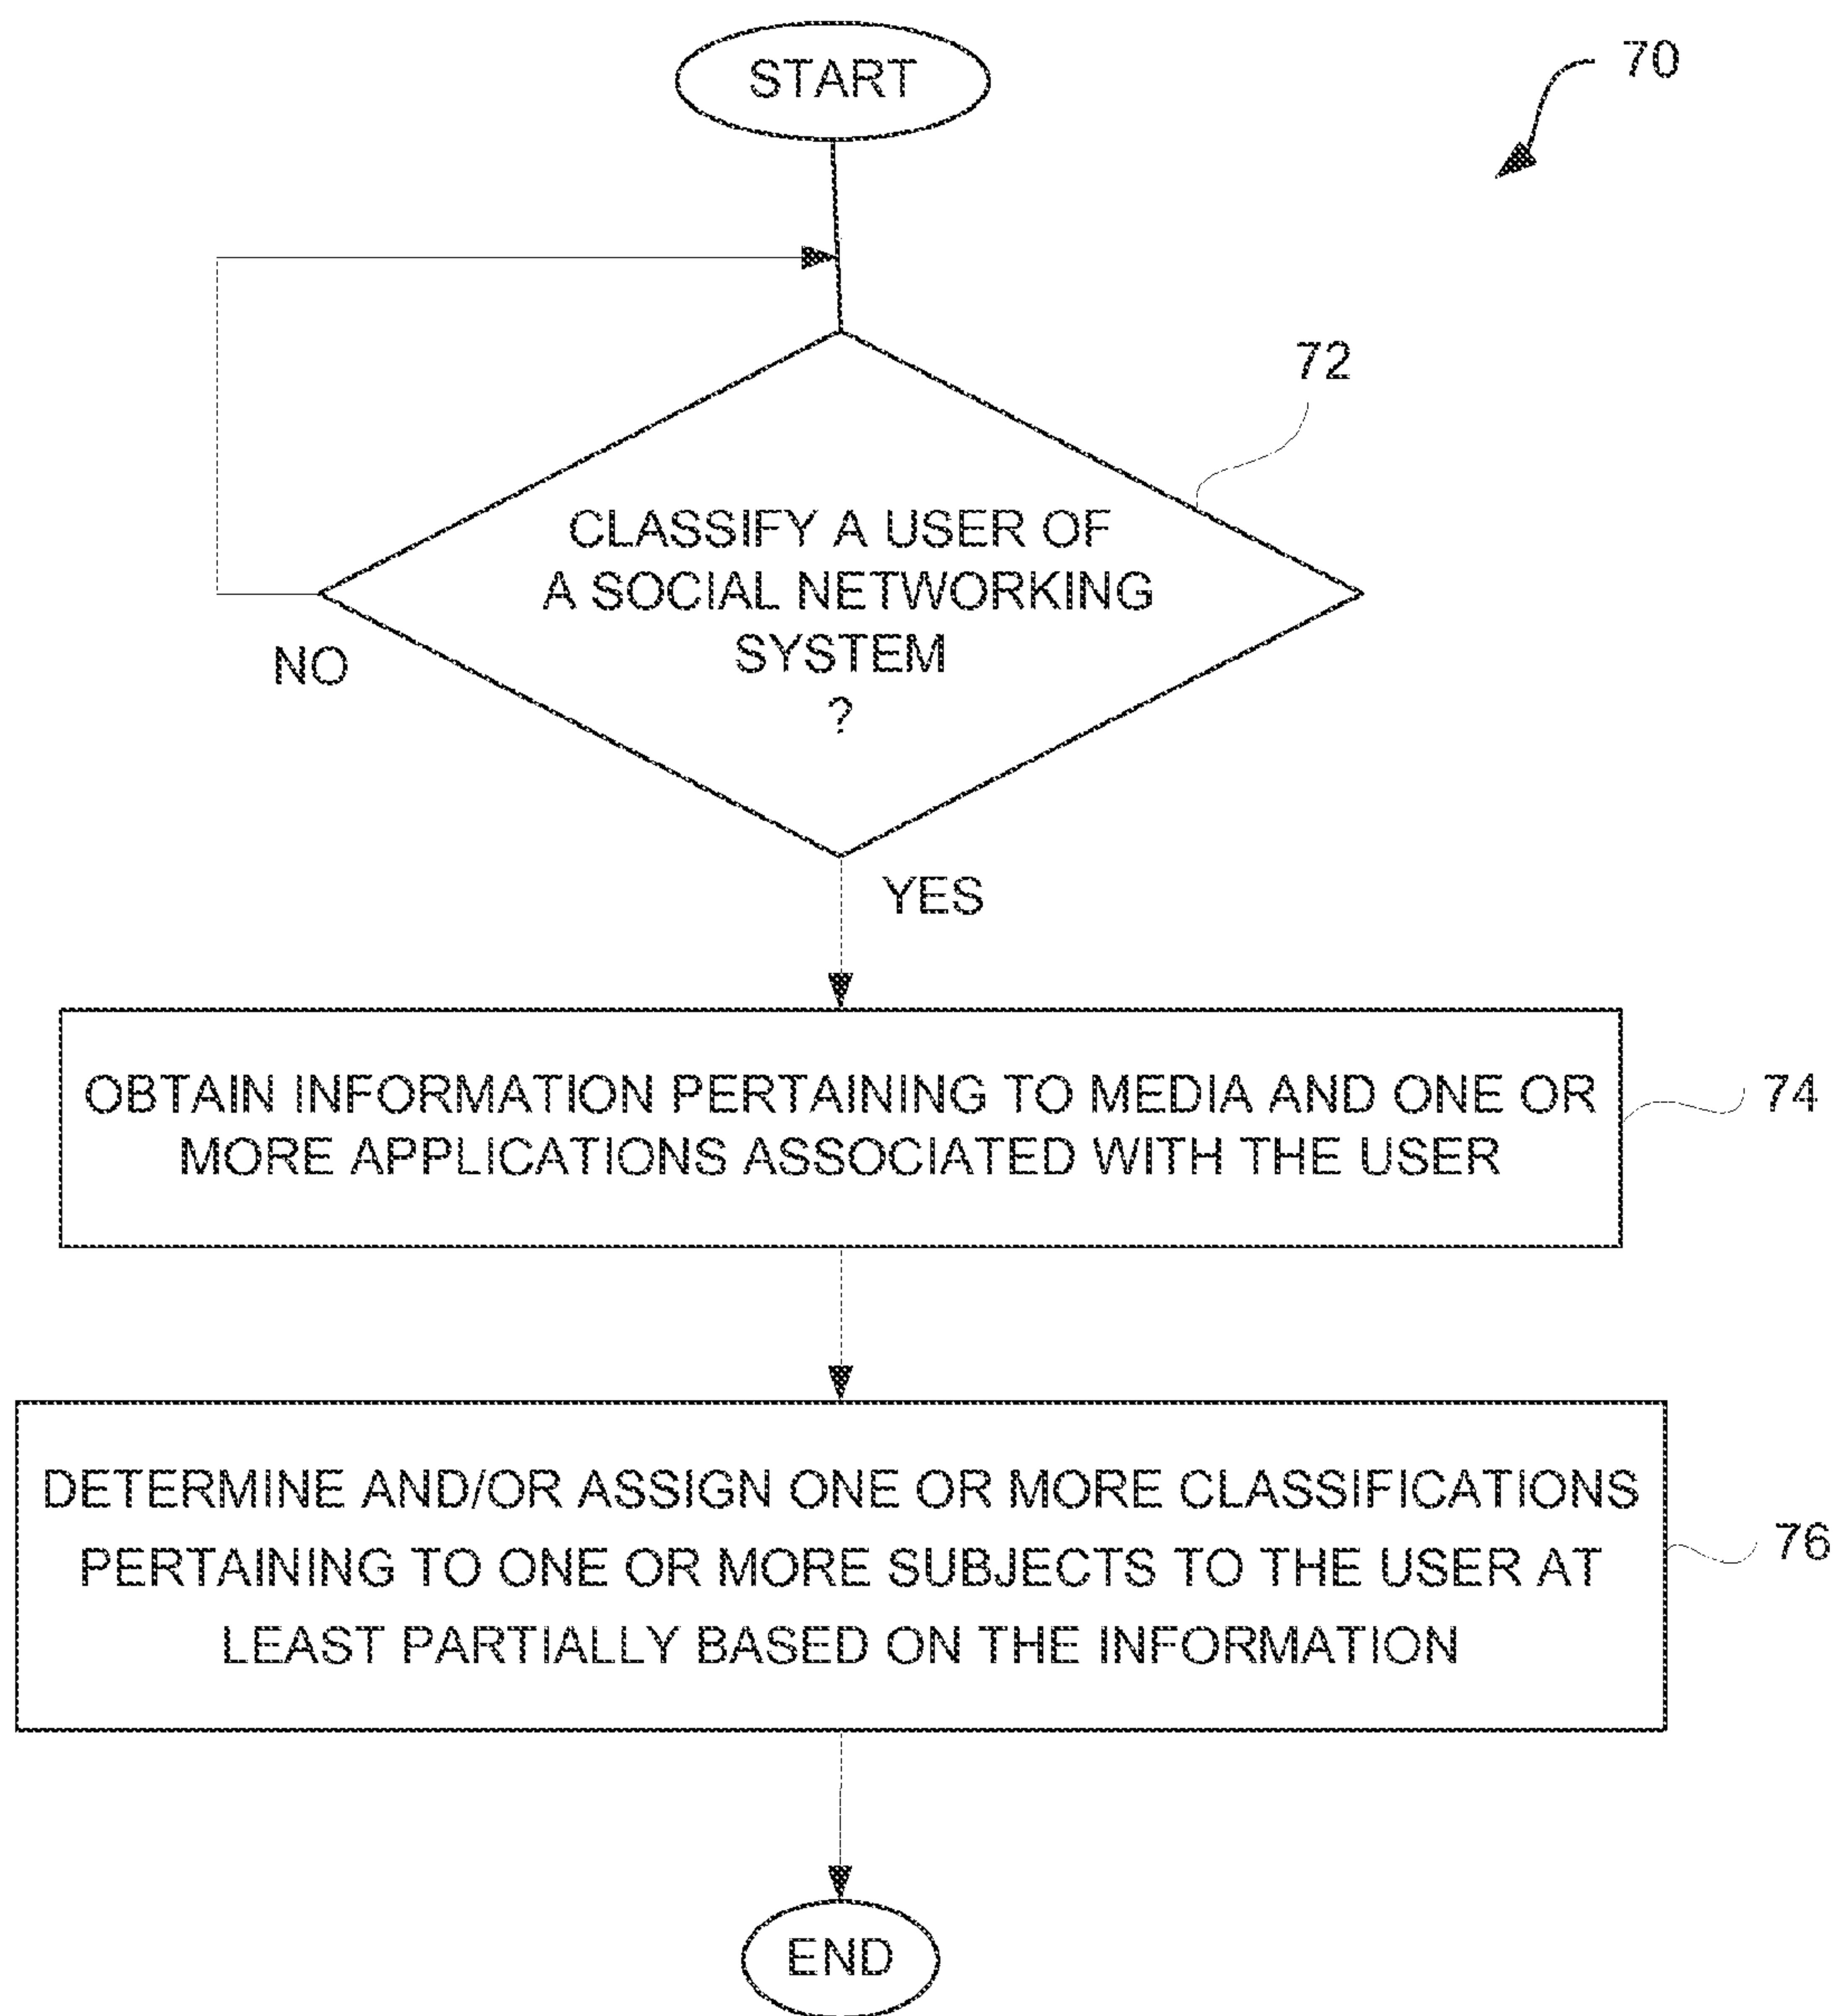 START
70
72
CLASSIFY A USER OF
A SOCIAL NETWORKING
SYSTEM
?
NO
YES
OBTAIN INFORMATION PERTAINING TO MEDIA AND ONE OR
MORE APPLICATIONS ASSOCIATED WITH THE USER
74
DETERMINE AND/OR ASSIGN ONE OR MORE CLASSIFICATIONS
PERTAINING TO ONE OR MORE SUBJECTS TO THE USER AT
LEAST PARTIALLY BASED ON THE INFORMATION
76
END